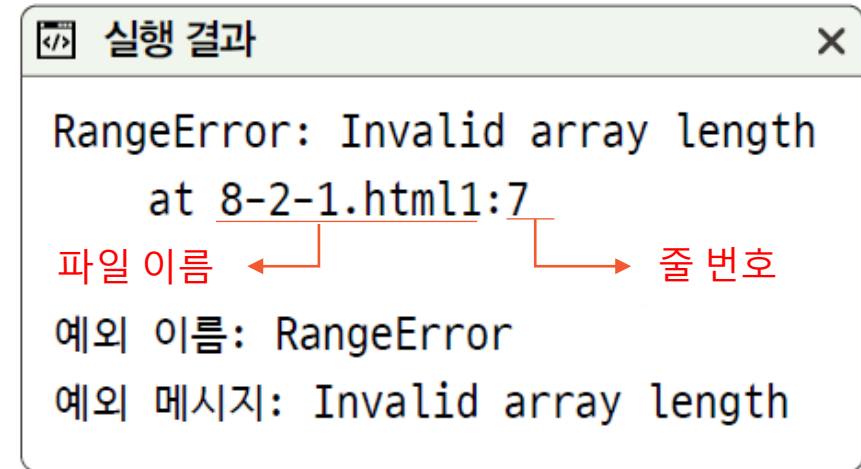 실행 결과
RangeError: Invalid array length
at 8-2-1.html1:7
파일 이름 줄 번호
예외 이름: RangeError
예외 메시지: Invalid array length